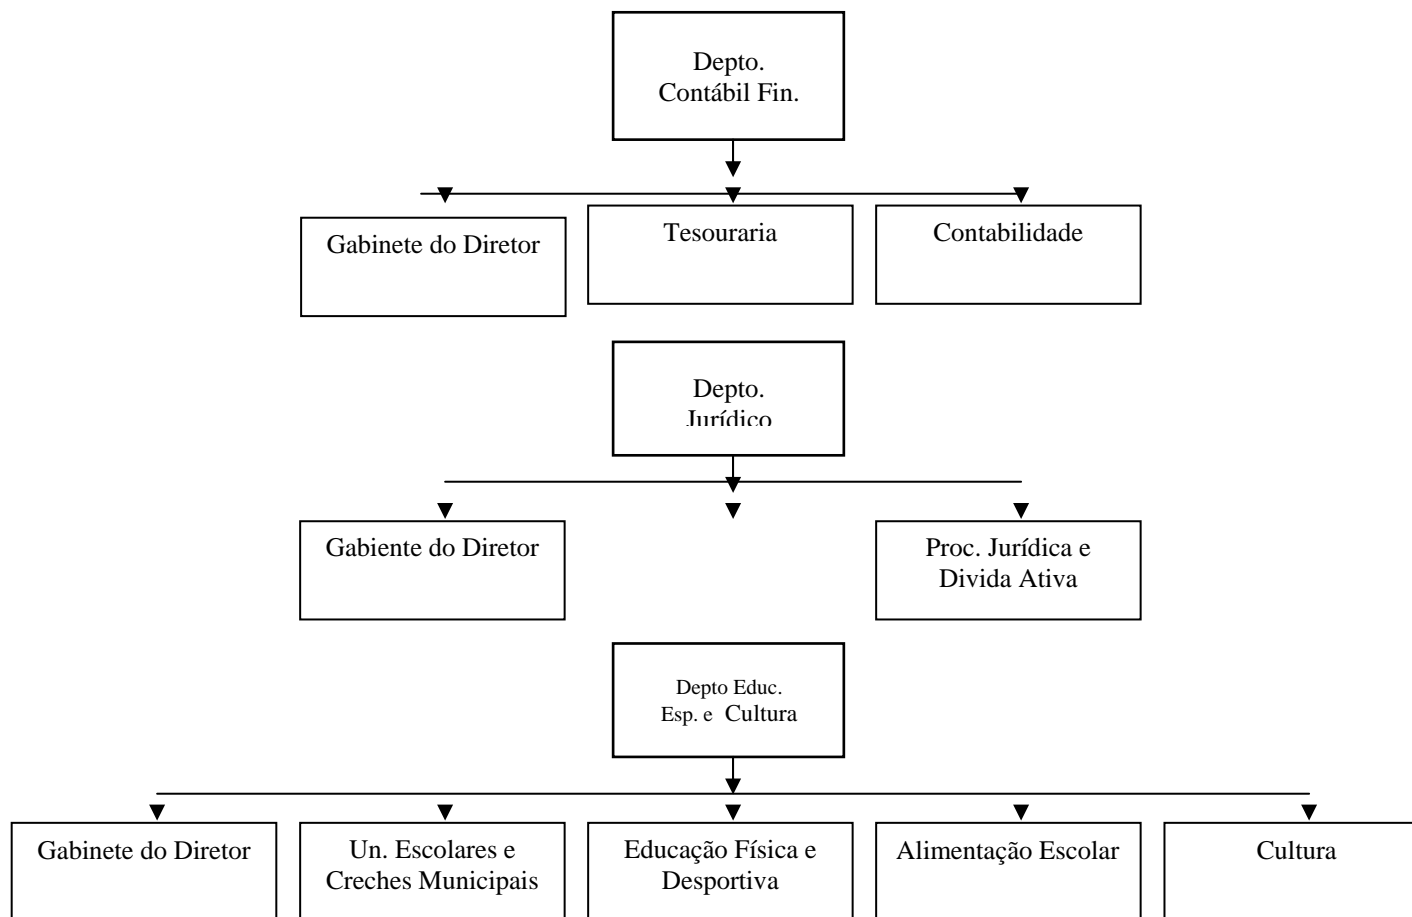 Depto.
Contábil Fin.
Gabinete do Diretor
Tesouraria
Contabilidade
Depto.
Jurídico
Gabiente do Diretor
Proc. Jurídica e
Divida Ativa
Depto Educ.
Esp. e Cultura
Gabinete do Diretor
Un. Escolares e
Creches Municipais
Educação Física e
Desportiva
Alimentação Escolar
Cultura